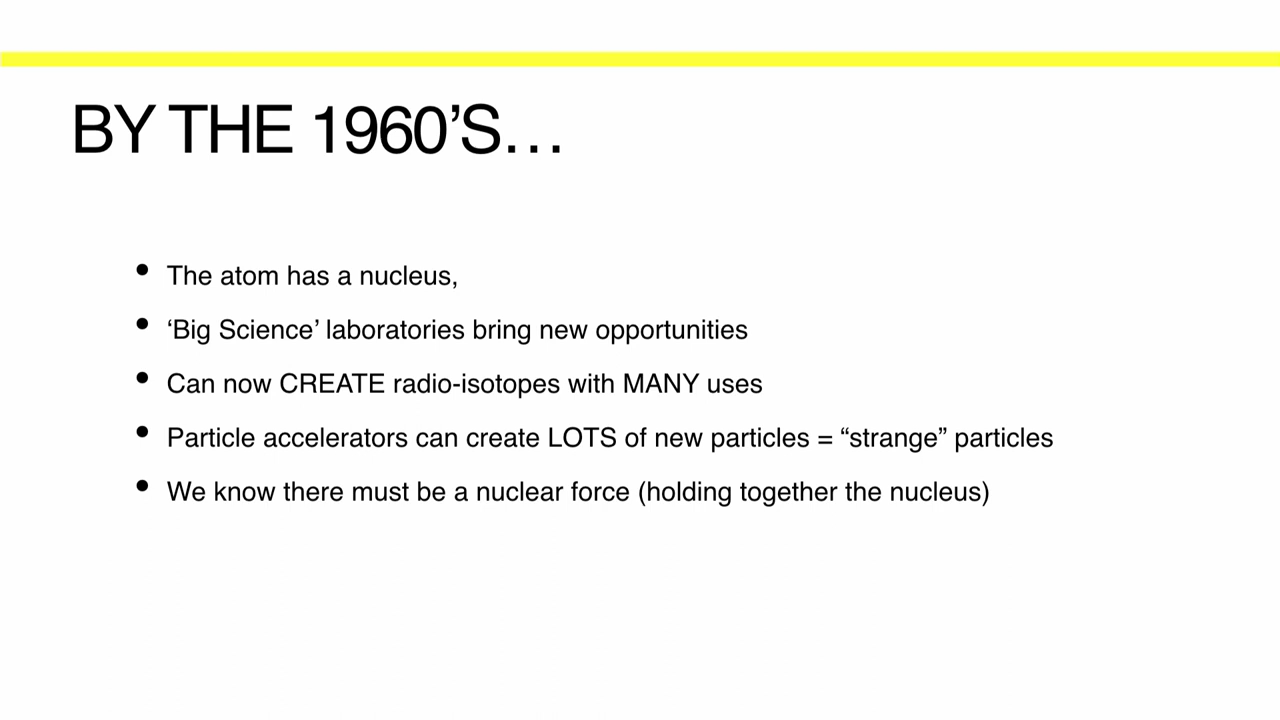 BY THE 1960’S…
• The atom has a nucleus,
• ‘Big Science’ laboratories bring new opportunities
• Can now CREATE radio-isotopes with MANY uses
• Particle accelerators can create LOTS of new particles = “strange” particles
• We know there must be a nuclear force (holding together the nucleus)